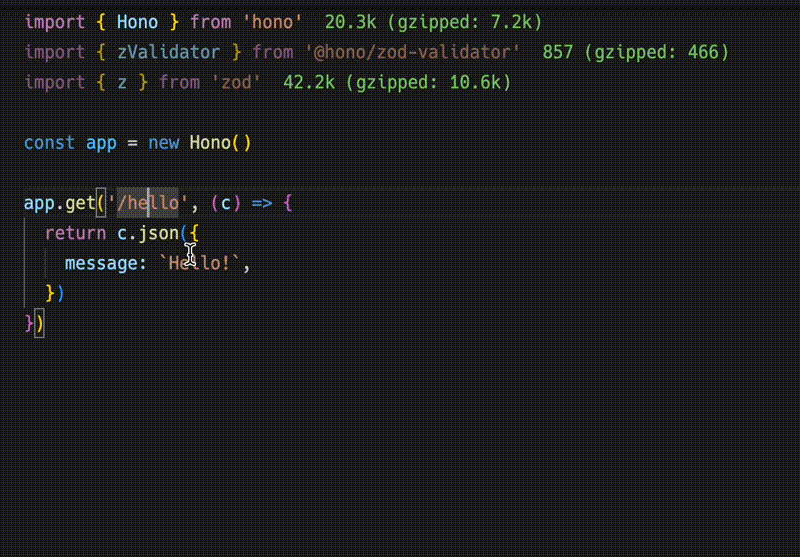 import { Hono } from 'hono'  20.3k (gzipped: 7.2k)
import { zValidator } from '@hono/zod-validator'  857 (gzipped: 466)
import { z } from 'zod'  42.2k (gzipped: 10.6k)
const app = new Hono()
app.get('/hello', (c) => {
  return c.json({
    message: `Hello!`,
  })
})